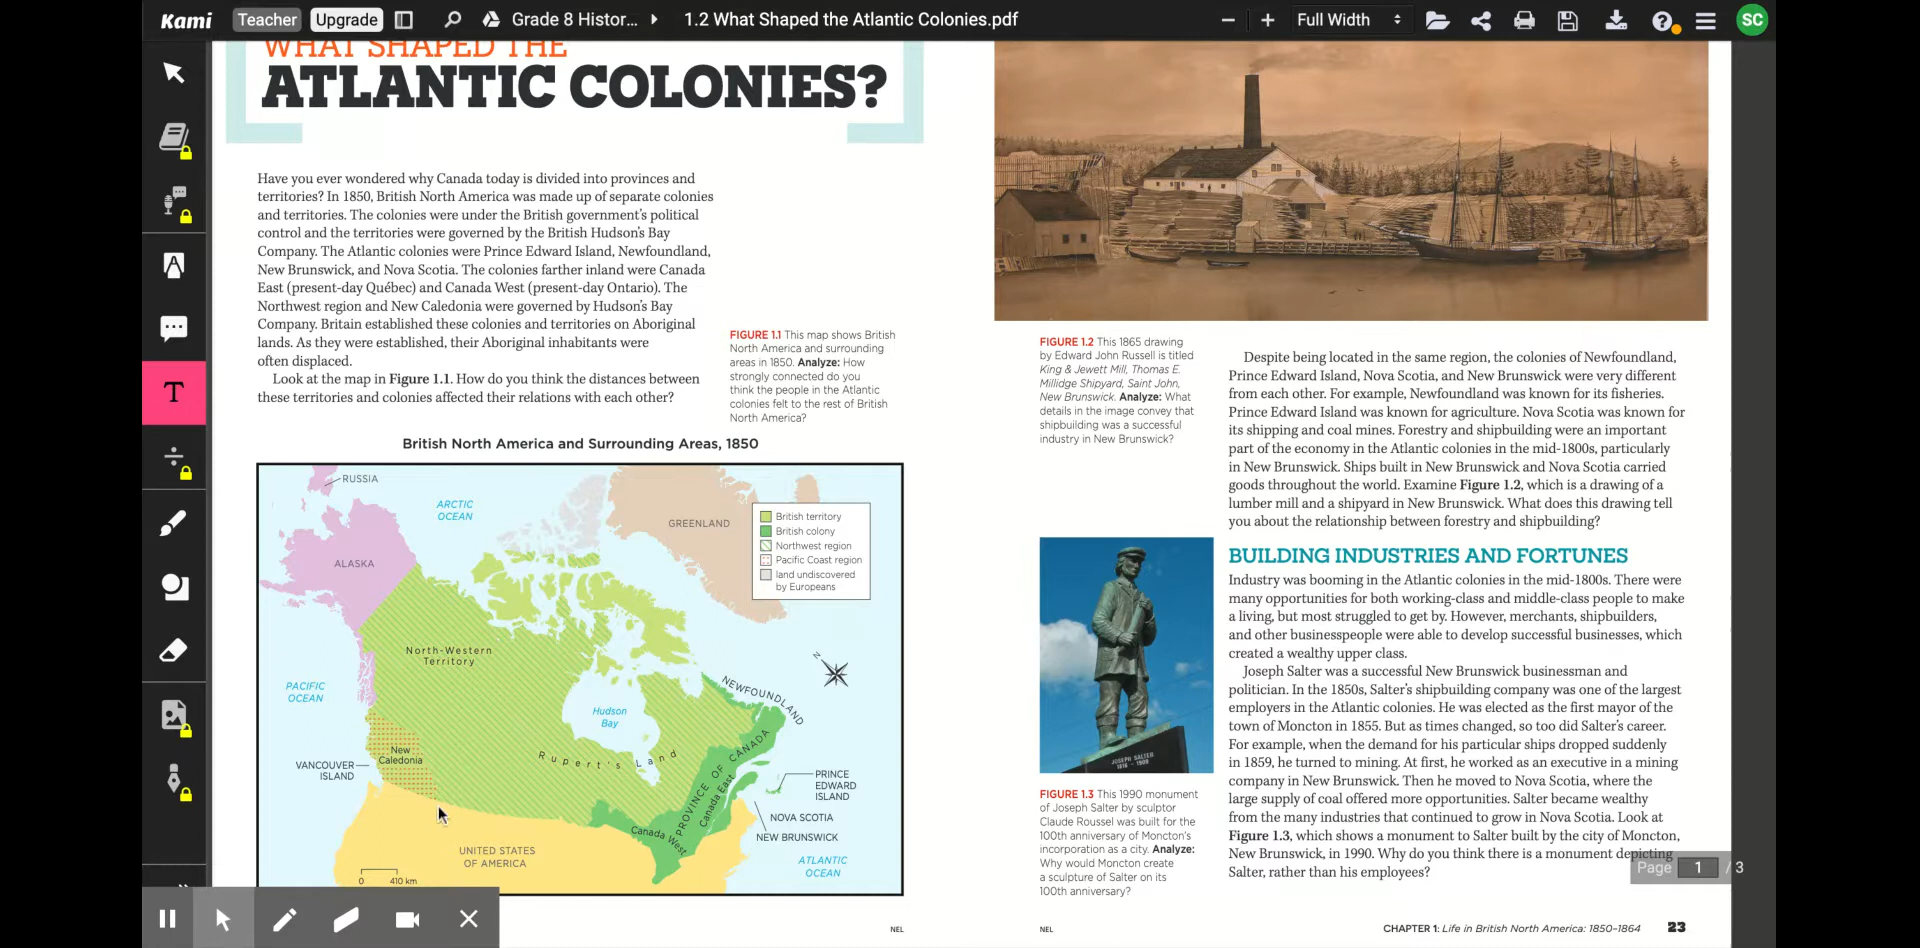 Kami
Teacher
Upgrade
Grade 8 Histor...
1.2 What Shaped the Atlantic Colonies.pdf
Full Width
SC
WHAT SHAPED THE
ATLANTIC COLONIES?
Have you ever wondered why Canada today is divided into provinces and
territories? In 1850, British North America was made up of separate colonies
and territories. The colonies were under the British government's political
control and the territories were governed by the British Hudson's Bay
Company. The Atlantic colonies were Prince Edward Island, Newfoundland,
New Brunswick, and Nova Scotia. The colonies farther inland were Canada
East (present-day Québec) and Canada West (present-day Ontario). The
Northwest region and New Caledonia were governed by Hudson's Bay
Company. Britain established these colonies and territories on Aboriginal
lands. As they were established, their Aboriginal inhabitants were
often displaced.
Look at the map in Figure 1.1. How do you think the distances between
these territories and colonies affected their relations with each other?
FIGURE 1.1 This map shows British
North America and surrounding
areas in 1850. Analyze: How
strongly connected do you
think the people in the Atlantic
colonies felt to the rest of British
North America?
British North America and Surrounding Areas, 1850
RUSSIA
ARCTIC
OCEAN
GREENLAND
British territory
British colony
Northwest region
Pacific Coast region
land undiscovered
by Europeans
ALASKA
North-Western
Territory
N
PACIFIC
OCEAN
Hudson
Bay
NEWFOUNDLAND
New
Caledonia
Rupert's Land
VANCOUVER
ISLAND
PROVINCE OF CANADA
Canada East
Canada West
PRINCE
EDWARD
ISLAND
NOVA SCOTIA
NEW BRUNSWICK
UNITED STATES
OF AMERICA
ATLANTIC
OCEAN
0 410 km
NEL
FIGURE 1.2 This 1865 drawing
by Edward John Russell is titled
King & Jewett Mill, Thomas E.
Millidge Shipyard, Saint John,
New Brunswick. Analyze: What
details in the image convey that
shipbuilding was a successful
industry in New Brunswick?
Despite being located in the same region, the colonies of Newfoundland,
Prince Edward Island, Nova Scotia, and New Brunswick were very different
from each other. For example, Newfoundland was known for its fisheries.
Prince Edward Island was known for agriculture. Nova Scotia was known for
its shipping and coal mines. Forestry and shipbuilding were an important
part of the economy in the Atlantic colonies in the mid-1800s, particularly
in New Brunswick. Ships built in New Brunswick and Nova Scotia carried
goods throughout the world. Examine Figure 1.2, which is a drawing of a
lumber mill and a shipyard in New Brunswick. What does this drawing tell
you about the relationship between forestry and shipbuilding?
BUILDING INDUSTRIES AND FORTUNES
Industry was booming in the Atlantic colonies in the mid-1800s. There were
many opportunities for both working-class and middle-class people to make
a living, but most struggled to get by. However, merchants, shipbuilders,
and other businesspeople were able to develop successful businesses, which
created a wealthy upper class.
Joseph Salter was a successful New Brunswick businessman and
politician. In the 1850s, Salter's shipbuilding company was one of the largest
employers in the Atlantic colonies. He was elected as the first mayor of the
town of Moncton in 1855. But as times changed, so too did Salter's career.
For example, when the demand for his particular ships dropped suddenly
in 1859, he turned to mining. At first, he worked as an executive in a mining
company in New Brunswick. Then he moved to Nova Scotia, where the
large supply of coal offered more opportunities. Salter became wealthy
from the many industries that continued to grow in Nova Scotia. Look at
Figure 1.3, which shows a monument to Salter built by the city of Moncton,
New Brunswick, in 1990. Why do you think there is a monument depicting
Salter, rather than his employees?
JOSEPH SALTER
FIGURE 1.3 This 1990 monument
of Joseph Salter by sculptor
Claude Roussel was built for the
100th anniversary of Moncton's
incorporation as a city. Analyze:
Why would Moncton create
a sculpture of Salter on its
100th anniversary?
Page 1 / 3
NEL
CHAPTER 1: Life in British North America: 1850–1864 23